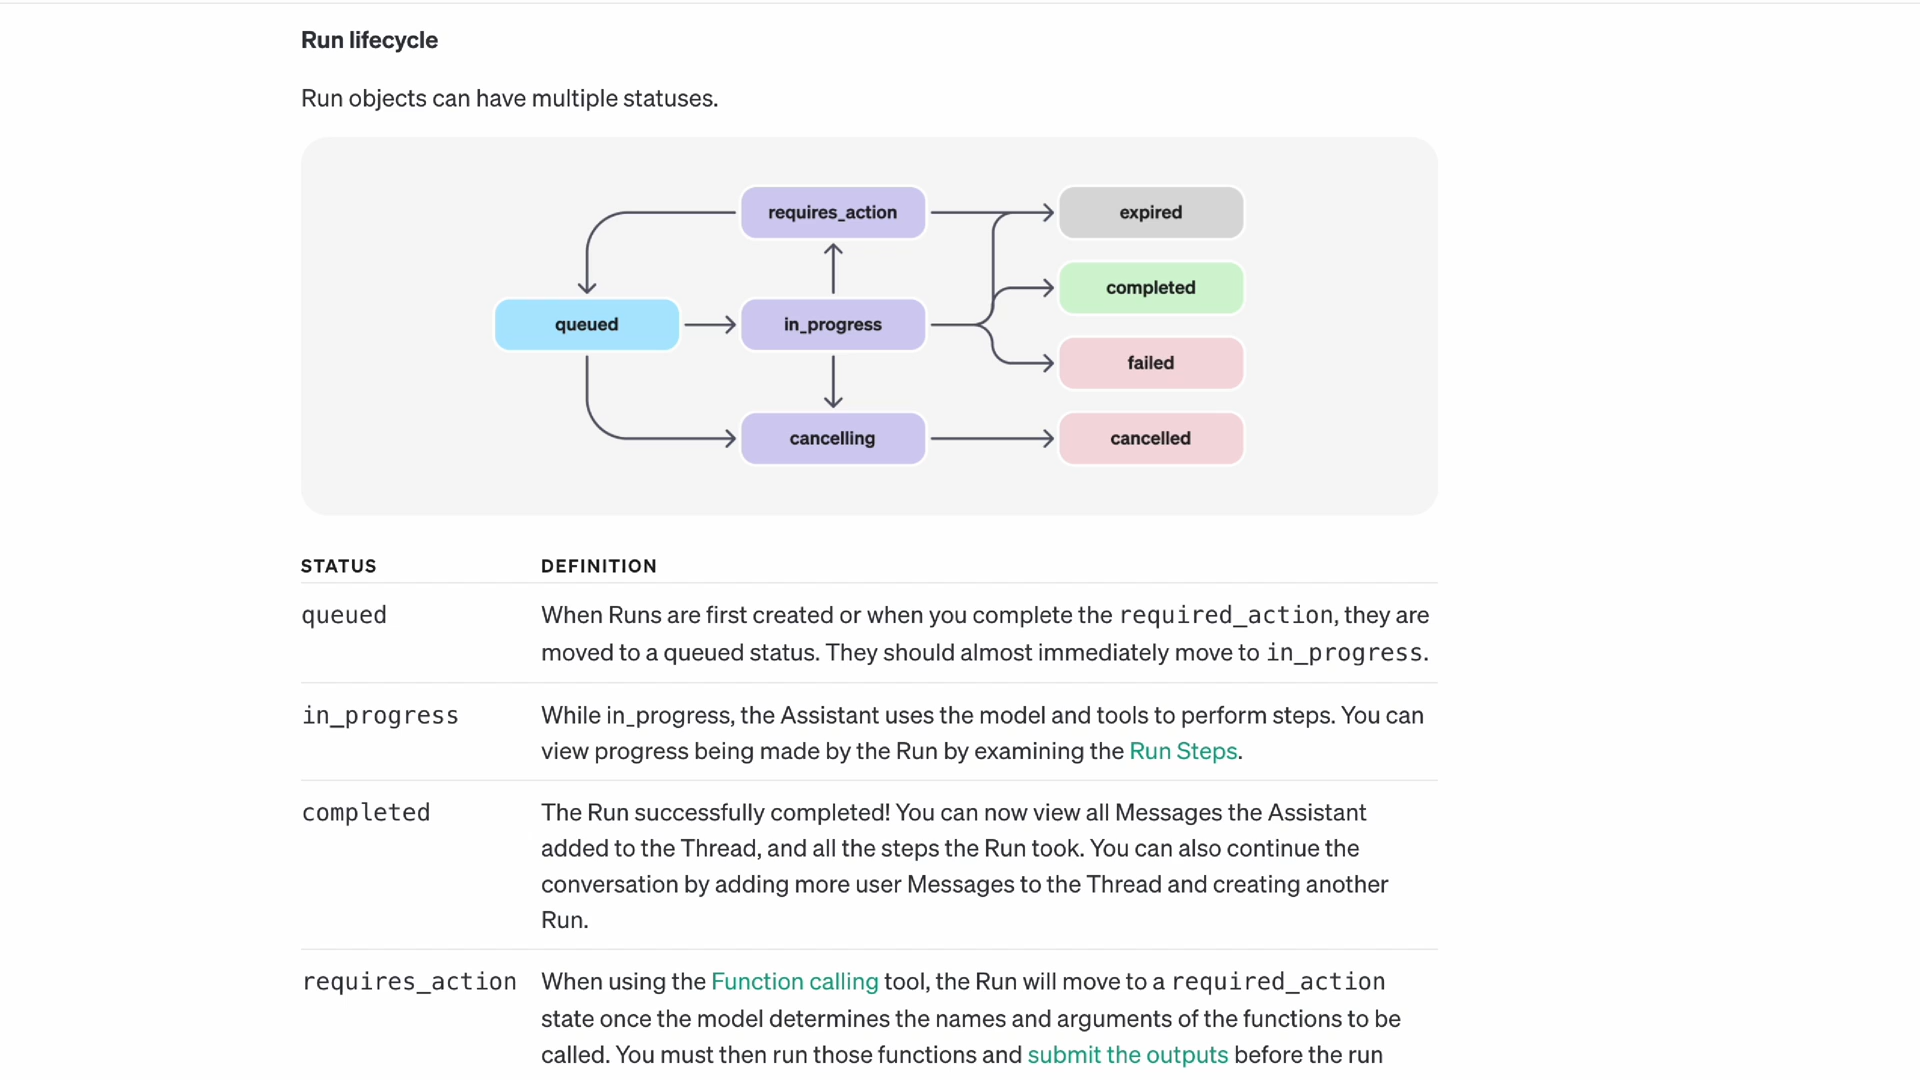 Run lifecycle
Run objects can have multiple statuses.
requires_action
expired
completed
queued
in_progress
failed
cancelling
cancelled
STATUS DEFINITION
queued When Runs are first created or when you complete the required_action, they are
moved to a queued status. They should almost immediately move to in_progress.
in_progress While in_progress, the Assistant uses the model and tools to perform steps. You can
view progress being made by the Run by examining the Run Steps.
completed The Run successfully completed! You can now view all Messages the Assistant
added to the Thread, and all the steps the Run took. You can also continue the
conversation by adding more user Messages to the Thread and creating another
Run.
requires_action When using the Function calling tool, the Run will move to a required_action
state once the model determines the names and arguments of the functions to be
called. You must then run those functions and submit the outputs before the run